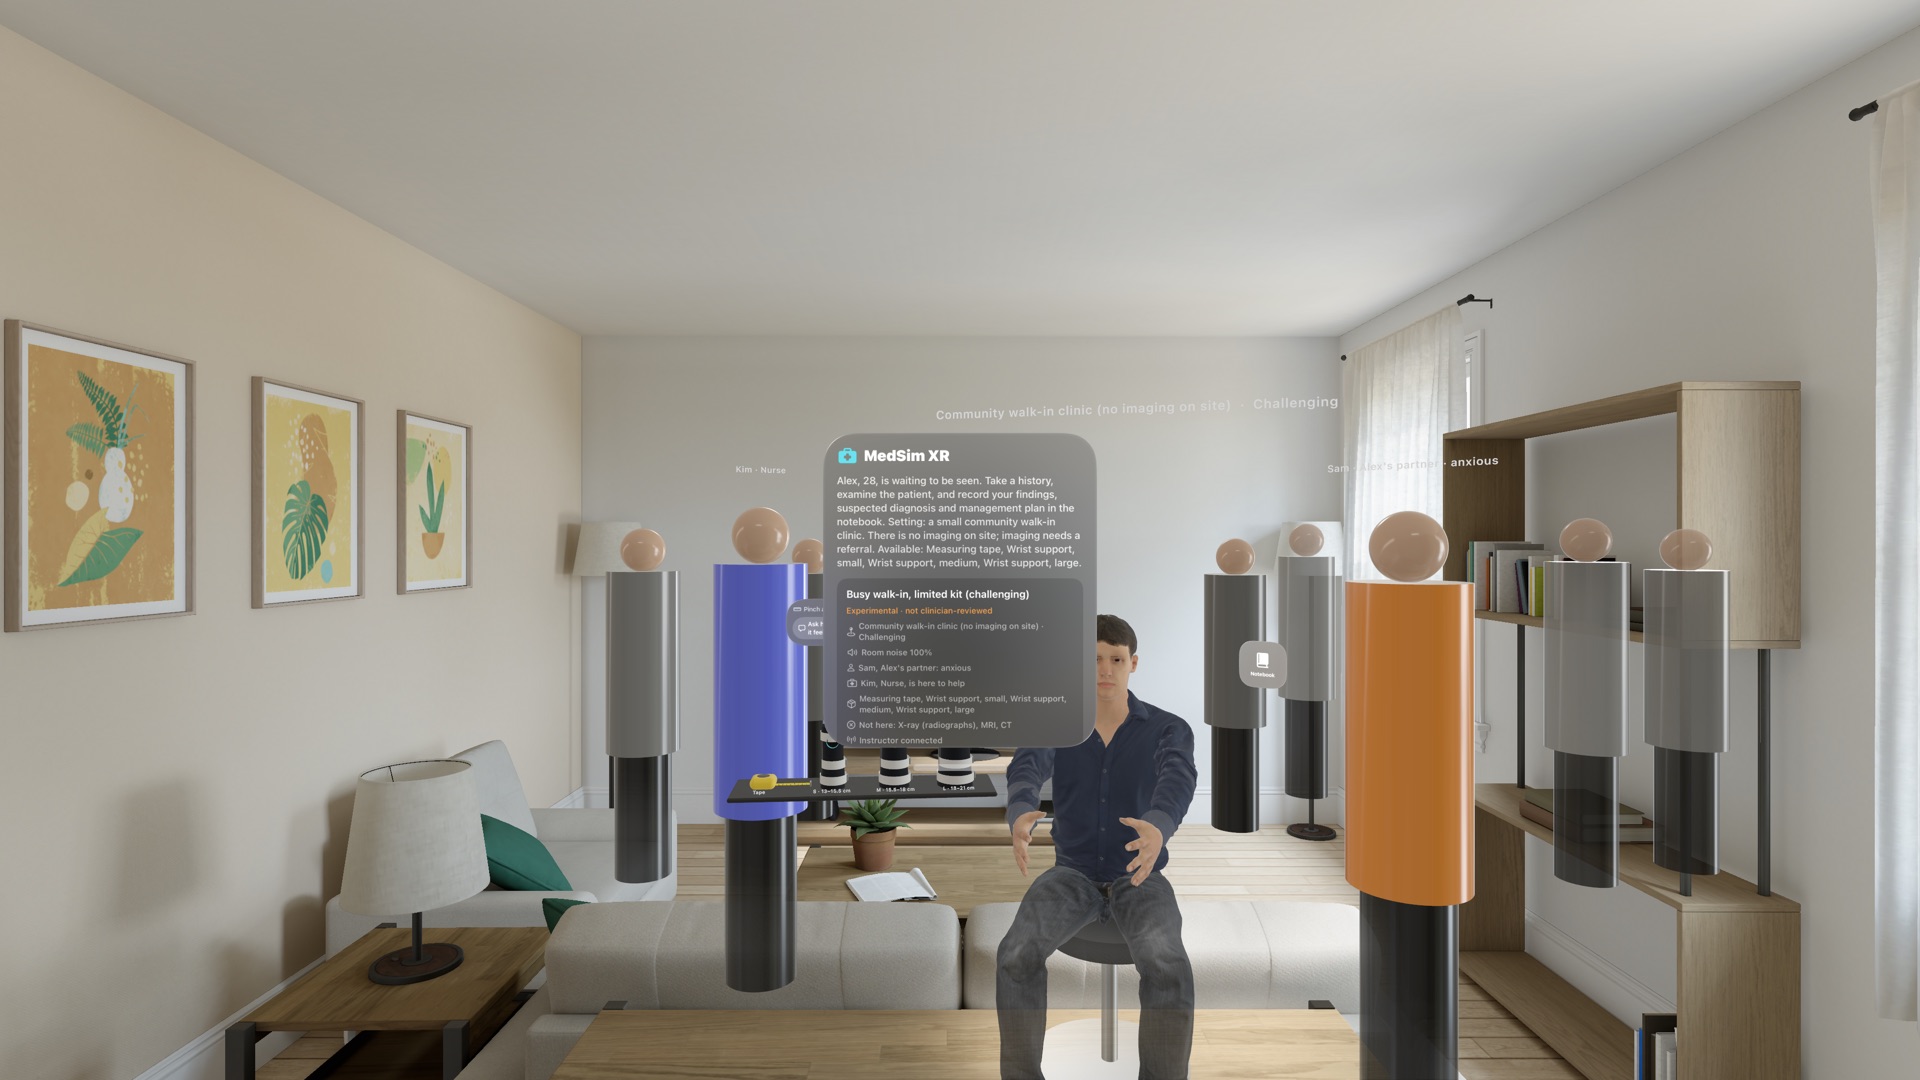 Community walk-in clinic (no imaging on site) · Challenging
Kim · Nurse
Sam · Alex's partner · anxious
MedSim XR
Alex, 28, is waiting to be seen. Take a history,
examine the patient, and record your findings,
suspected diagnosis and management plan in the
notebook. Setting: a small community walk-in
clinic. There is no imaging on site; imaging needs a
referral. Available: Measuring tape, Wrist support,
small, Wrist support, medium, Wrist support, large.
Busy walk-in, limited kit (challenging)
Experimental · not clinician-reviewed
Community walk-in clinic (no imaging on site) ·
Challenging
Room noise 100%
Sam, Alex's partner: anxious
Kim, Nurse, is here to help
Measuring tape, Wrist support, small, Wrist support,
medium, Wrist support, large
Not here: X-ray (radiographs), MRI, CT
Instructor connected
Pinch
Ask
Notebook
Tape